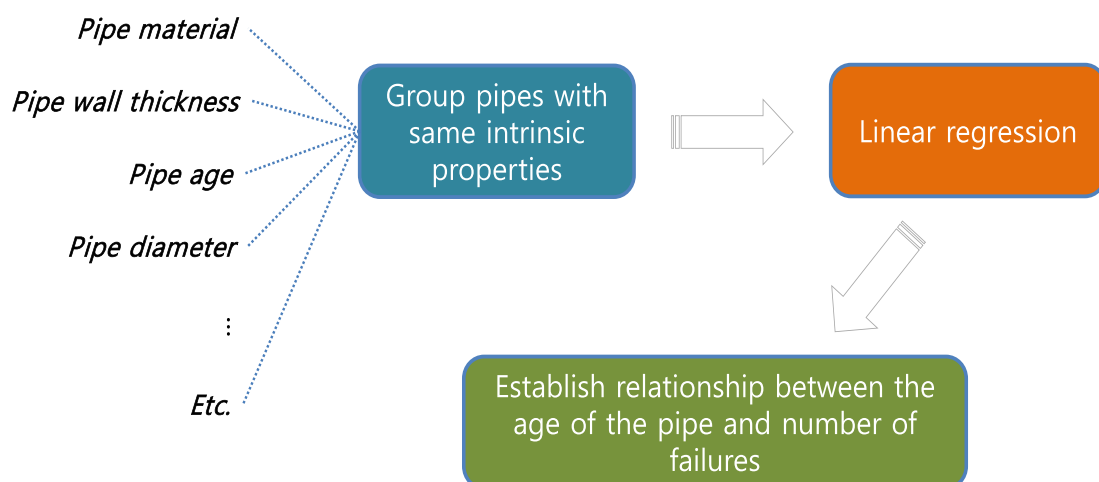 Pipe material
Pipe wall thickness
Pipe age
Pipe diameter
⋮
Etc.
Group pipes with
same intrinsic
properties
Linear regression
Establish relationship between the
age of the pipe and number of
failures